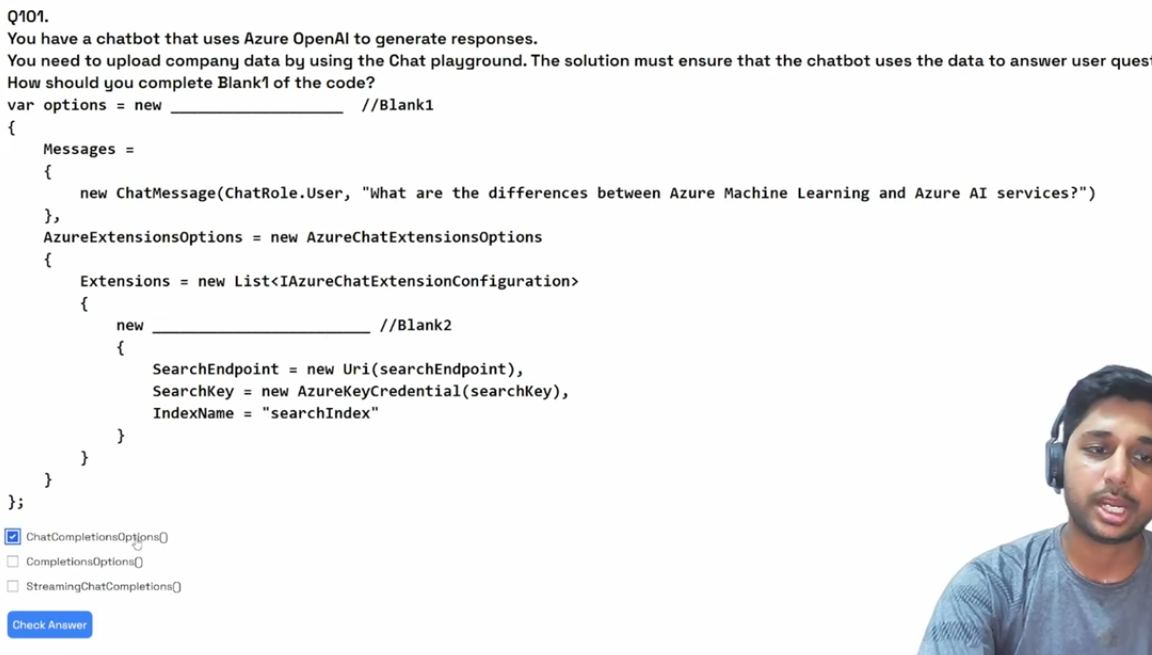 Q101.
You have a chatbot that uses Azure OpenAI to generate responses.
You need to upload company data by using the Chat playground. The solution must ensure that the chatbot uses the data to answer user quest
How should you complete Blank1 of the code?
var options = new ___________________ //Blank1
{
Messages =
{
new ChatMessage(ChatRole.User, "What are the differences between Azure Machine Learning and Azure AI services?")
},
AzureExtensionsOptions = new AzureChatExtensionsOptions
{
Extensions = new List<IAzureChatExtensionConfiguration>
{
new ________________________ //Blank2
{
SearchEndpoint = new Uri(searchEndpoint),
SearchKey = new AzureKeyCredential(searchKey),
IndexName = "searchIndex"
}
}
}
};
ChatCompletionsOptions()
CompletionsOptions()
StreamingChatCompletions()
Check Answer